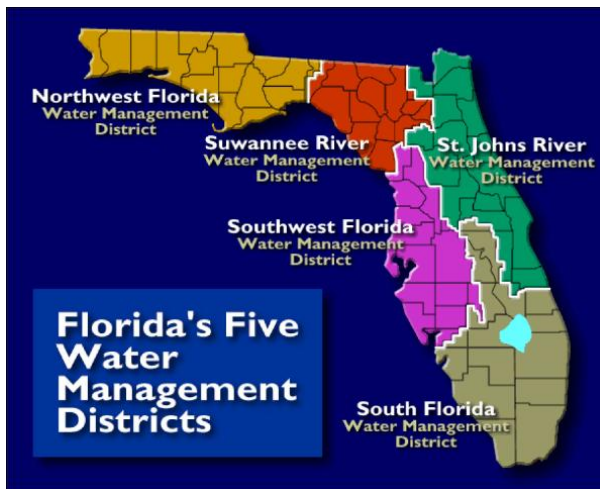 Northwest Florida
Water Management
District
Suwannee River
Water Management
District
St. Johns River
Water Management
District
Southwest Florida
Water Management
District
Florida's Five
Water
Management
Districts
South Florida
Water Management
District